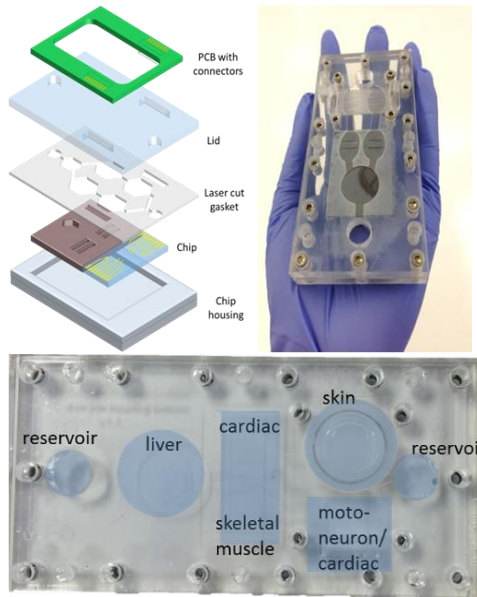 PCB with
connectors
Lid
Laser cut
gasket
Chip
Chip
housing
skin
reservoir
liver
cardiac
reservoi
skeletal
muscle
moto-
neuron/
cardiac